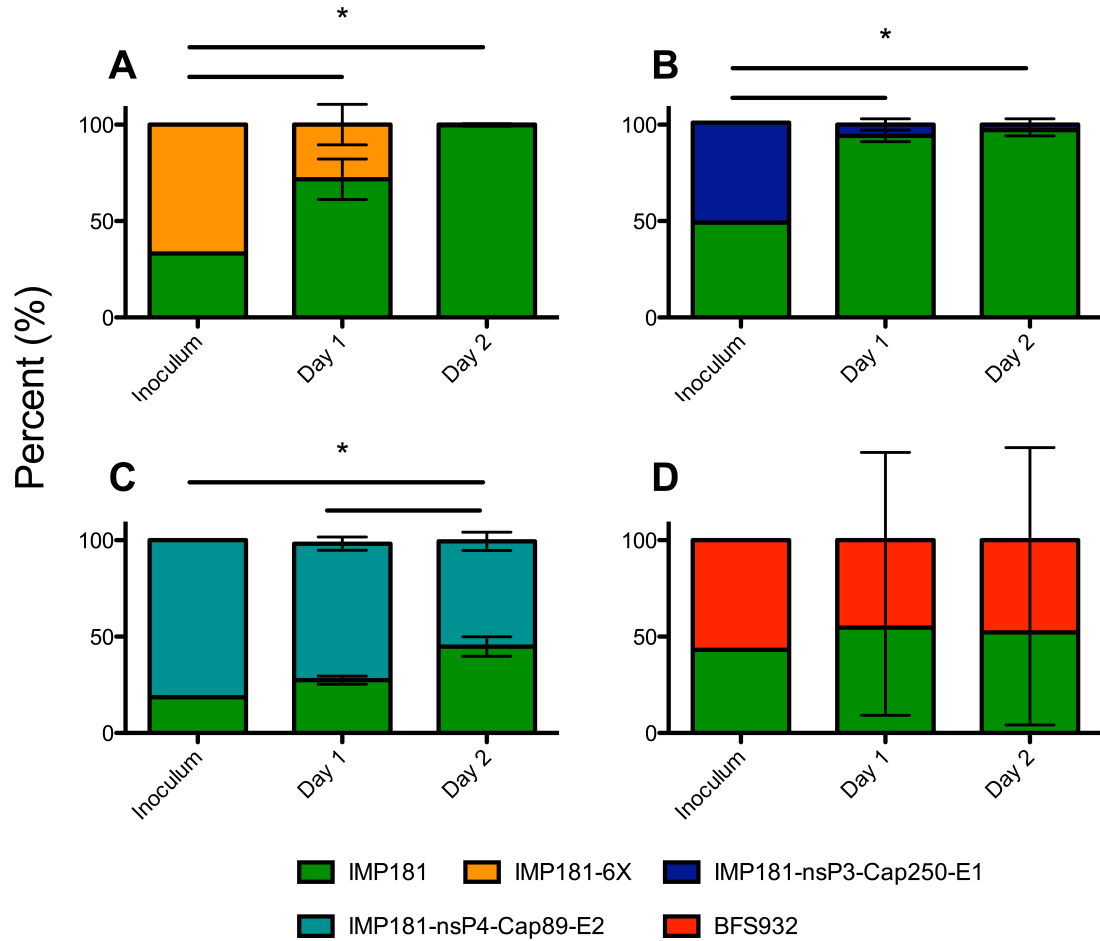 Percent (%)
A
*
100
50
0
Inoculum
Day 1
Day 2
B
*
100
50
0
Inoculum
Day 1
Day 2
C
*
100
50
0
Inoculum
Day 1
Day 2
D
100
50
0
Inoculum
Day 1
Day 2
IMP181 IMP181-6X IMP181-nsP3-Cap250-E1
IMP181-nsP4-Cap89-E2 BFS932